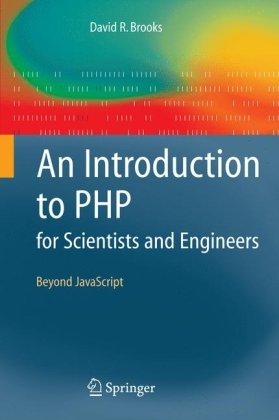 David R. Brooks
An Introduction
to PHP
for Scientists and Engineers
Beyond JavaScript
Springer